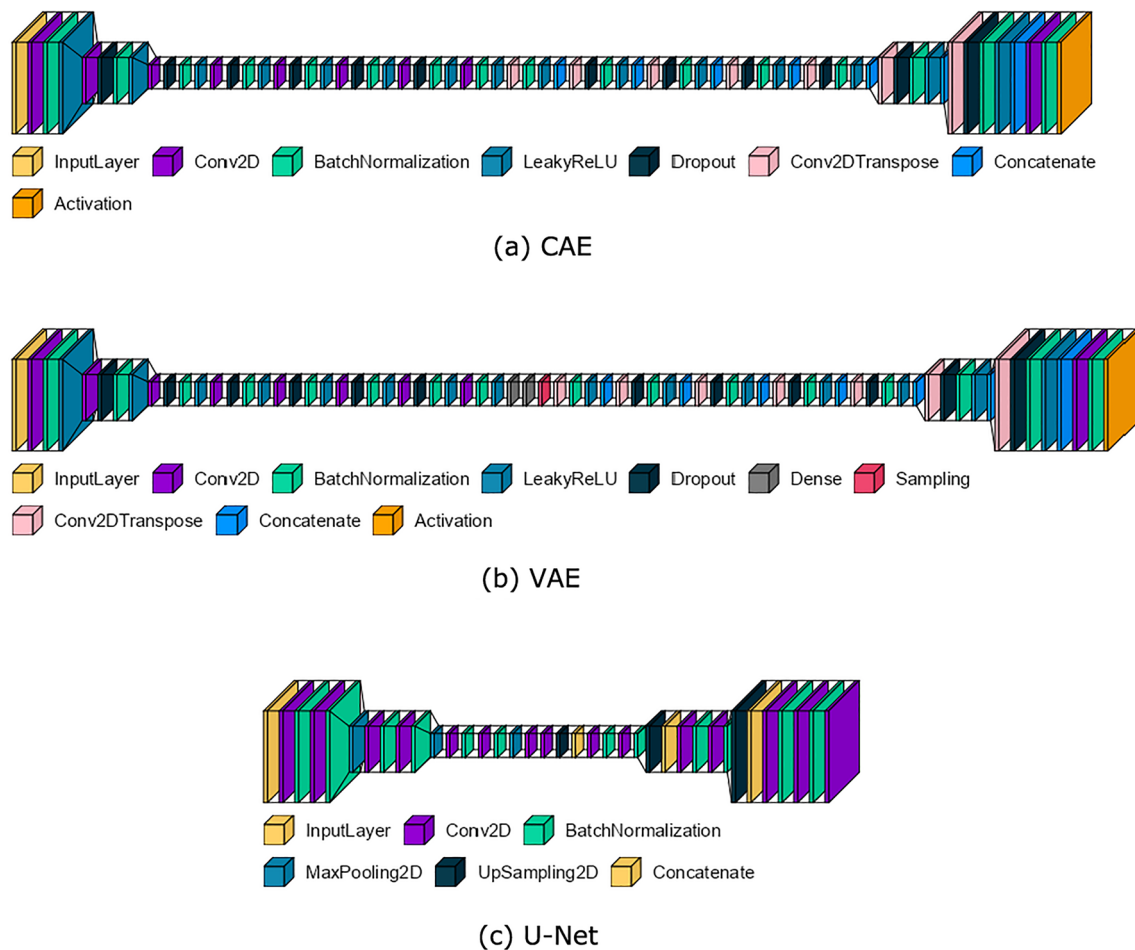 InputLayer Conv2D BatchNormalization LeakyReLU Dropout Conv2DTranspose Concatenate
Activation
(a) CAE
InputLayer Conv2D BatchNormalization LeakyReLU Dropout Dense Sampling
Conv2DTranspose Concatenate Activation
(b) VAE
InputLayer Conv2D BatchNormalization
MaxPooling2D UpSampling2D Concatenate
(c) U-Net